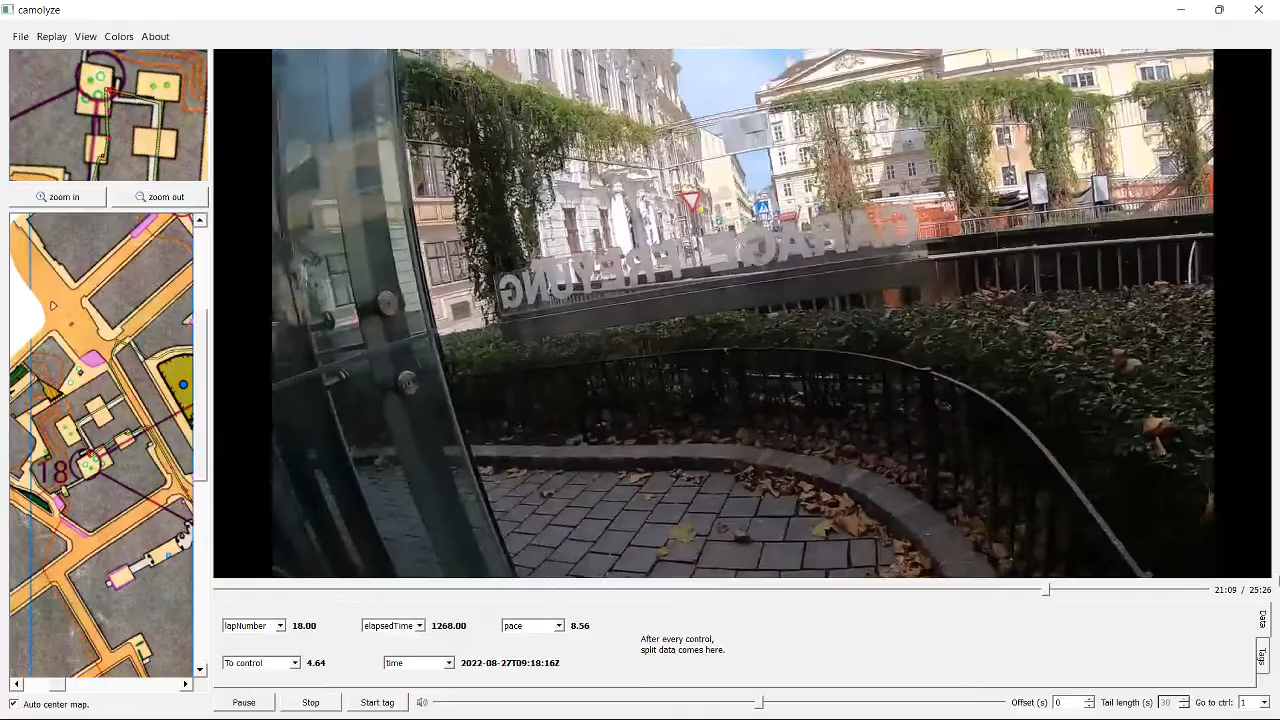 camolyze
File Replay View Colors About
zoom in zoom out
18
GARAGE FREYUNG
21:09 / 25:26
lapNumber 18.00 elapsedTime 1268.00 pace 8.56
After every control,
split data comes here.
To control 4.64 time 2022-08-27T09:18:16Z
Data
Tags
Auto center map.
Pause Stop Start tag Offset (s) 0 Tail length (s) 30 Go to ctrl: 1